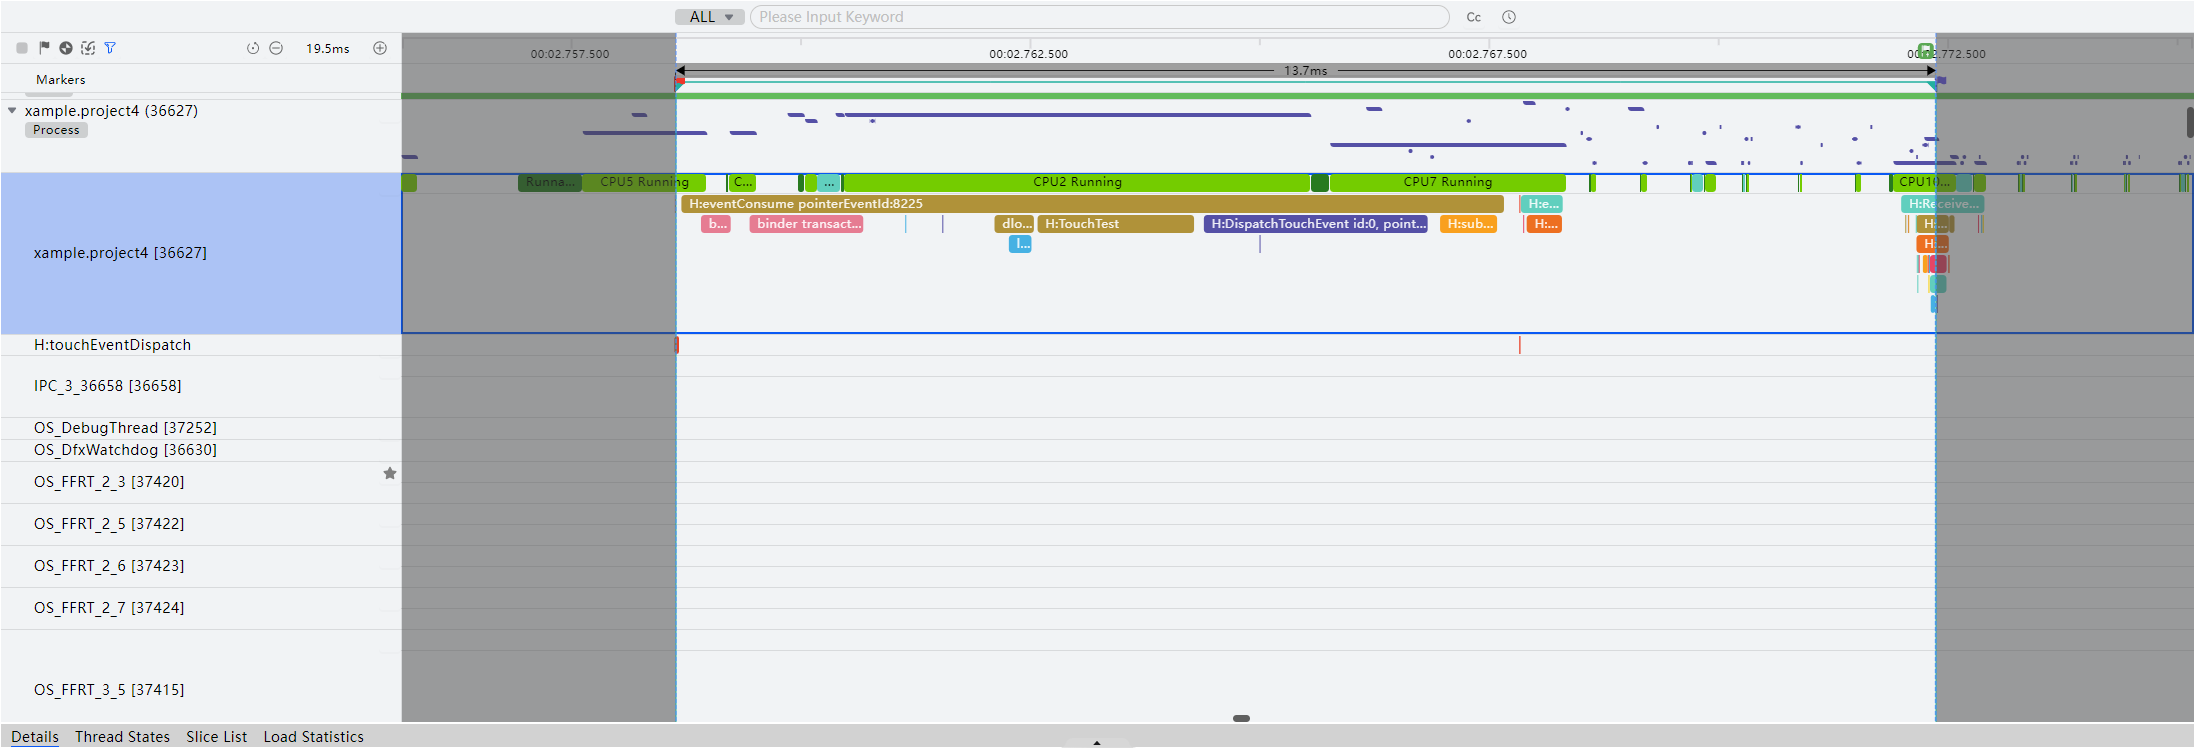 ALL Please Input Keyword Cc
19.5ms 00:02.757.500 00:02.762.500 00:02.767.500 00:02.772.500
Markers 13.7ms
xample.project4 (36627)
Process
Runna... CPU5 Running C... ... CPU2 Running CPU7 Running CPU10...
H:eventConsume pointerEventId:8225 H:e... H:Receive...
b... binder transact... dlo... H:TouchTest H:DispatchTouchEvent id:0, point... H:sub... H:... H:...
l... H:...
xample.project4 [36627]
H:touchEventDispatch
IPC_3_36658 [36658]
OS_DebugThread [37252]
OS_DfxWatchdog [36630]
OS_FFRT_2_3 [37420]
OS_FFRT_2_5 [37422]
OS_FFRT_2_6 [37423]
OS_FFRT_2_7 [37424]
OS_FFRT_3_5 [37415]
Details Thread States Slice List Load Statistics